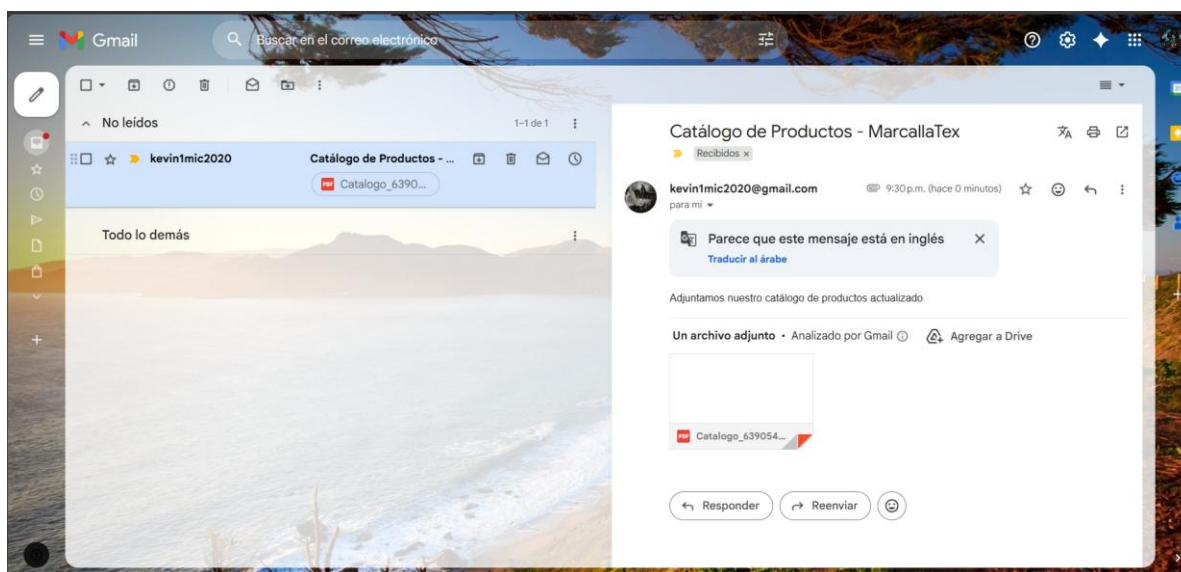 Gmail
Buscar en el correo electrónico
No leídos
1–1 de 1
kevin1mic2020
Catálogo de Productos - ...
PDF
Catalogo_6390...
Todo lo demás
Catálogo de Productos - MarcallaTex
Recibidos ×
kevin1mic2020@gmail.com
9:30 p.m. (hace 0 minutos)
para mí
Parece que este mensaje está en inglés
Traducir al árabe
Adjuntamos nuestro catálogo de productos actualizado.
Un archivo adjunto • Analizado por Gmail
Agregar a Drive
PDF
Catalogo_639054...
Responder
Reenviar